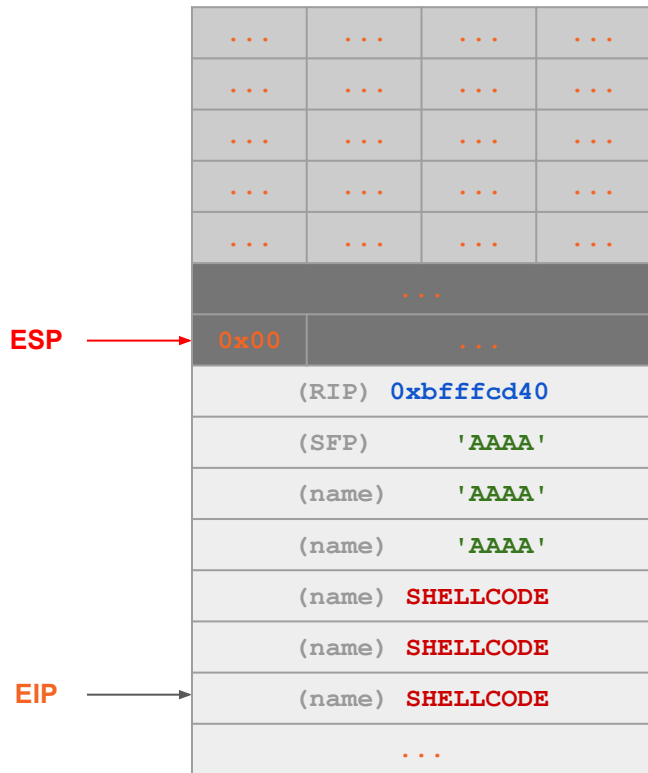 ... ... ... ...
... ... ... ...
... ... ... ...
... ... ... ...
... ... ... ...
...
ESP 0x00 ...
(RIP) 0xbfffcd40
(SFP) 'AAAA'
(name) 'AAAA'
(name) 'AAAA'
(name) SHELLCODE
(name) SHELLCODE
EIP (name) SHELLCODE
...